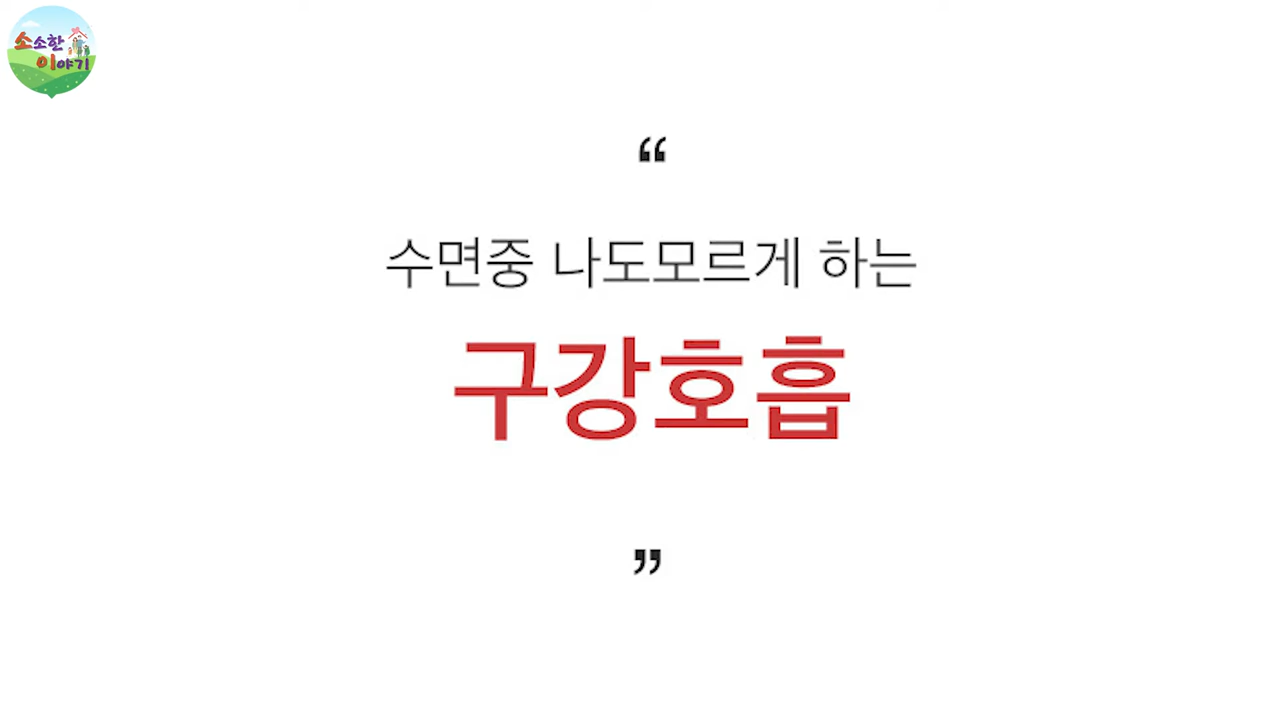 소소한
이야기
“
수면중 나도모르게 하는
구강호흡
”